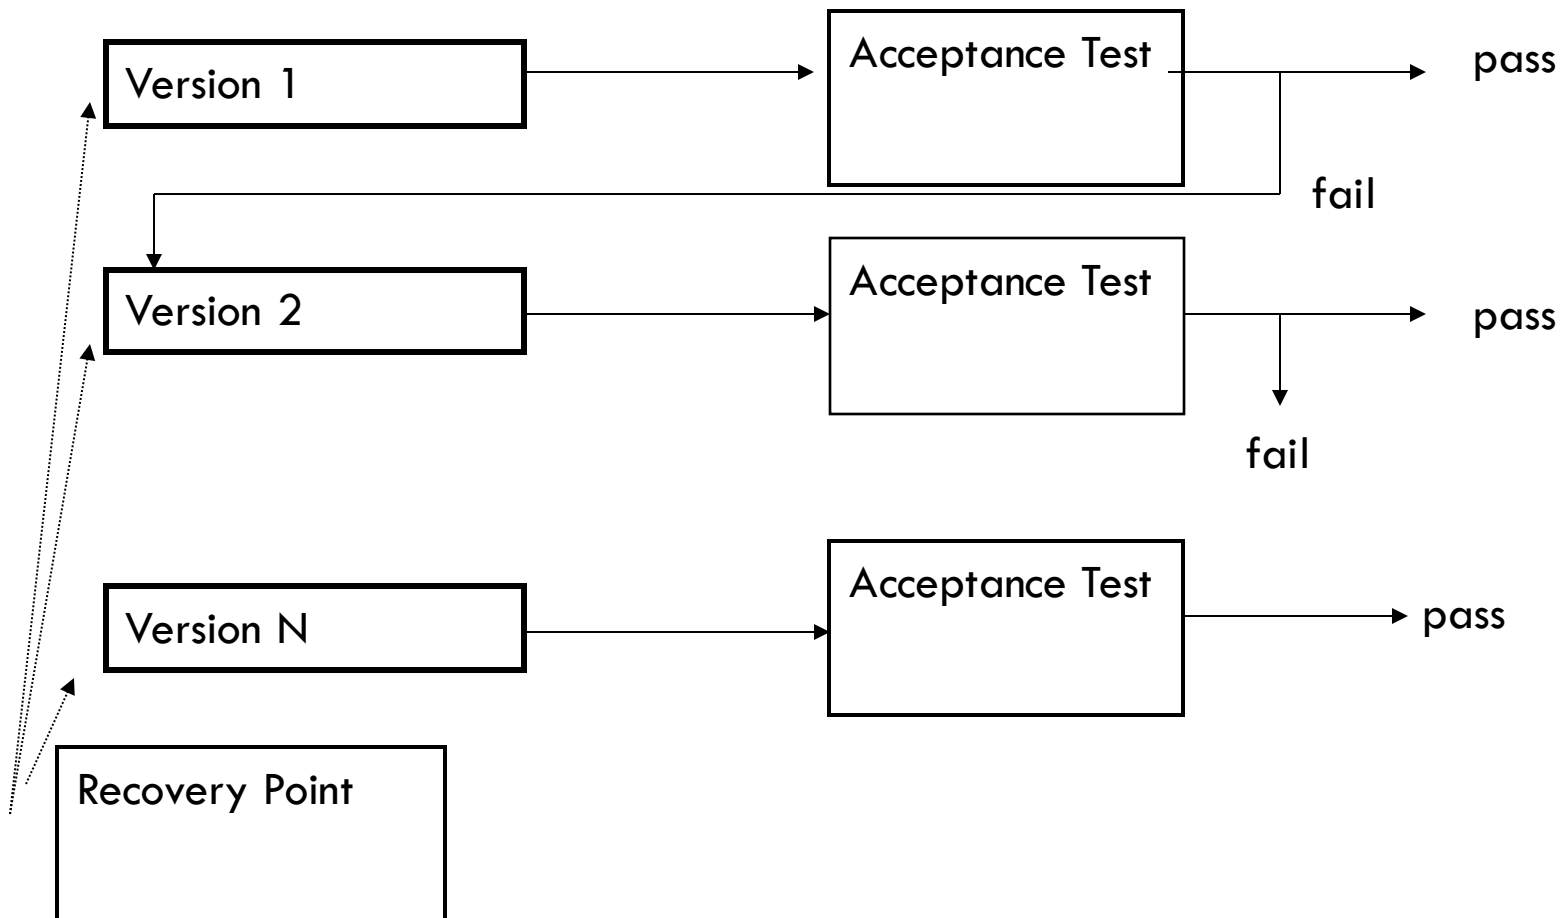 Version 1
Acceptance Test
pass
fail
Version 2
Acceptance Test
pass
fail
Version N
Acceptance Test
pass
Recovery Point